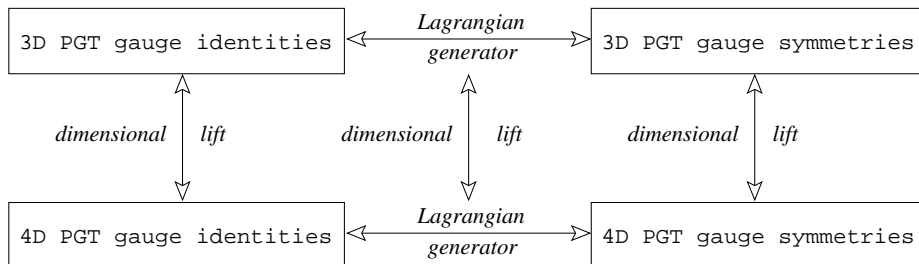 Lagrangian
3D PGT gauge identities
generator
3D PGT gauge symmetries
dimensional lift
dimensional lift
dimensional lift
Lagrangian
4D PGT gauge identities
generator
4D PGT gauge symmetries